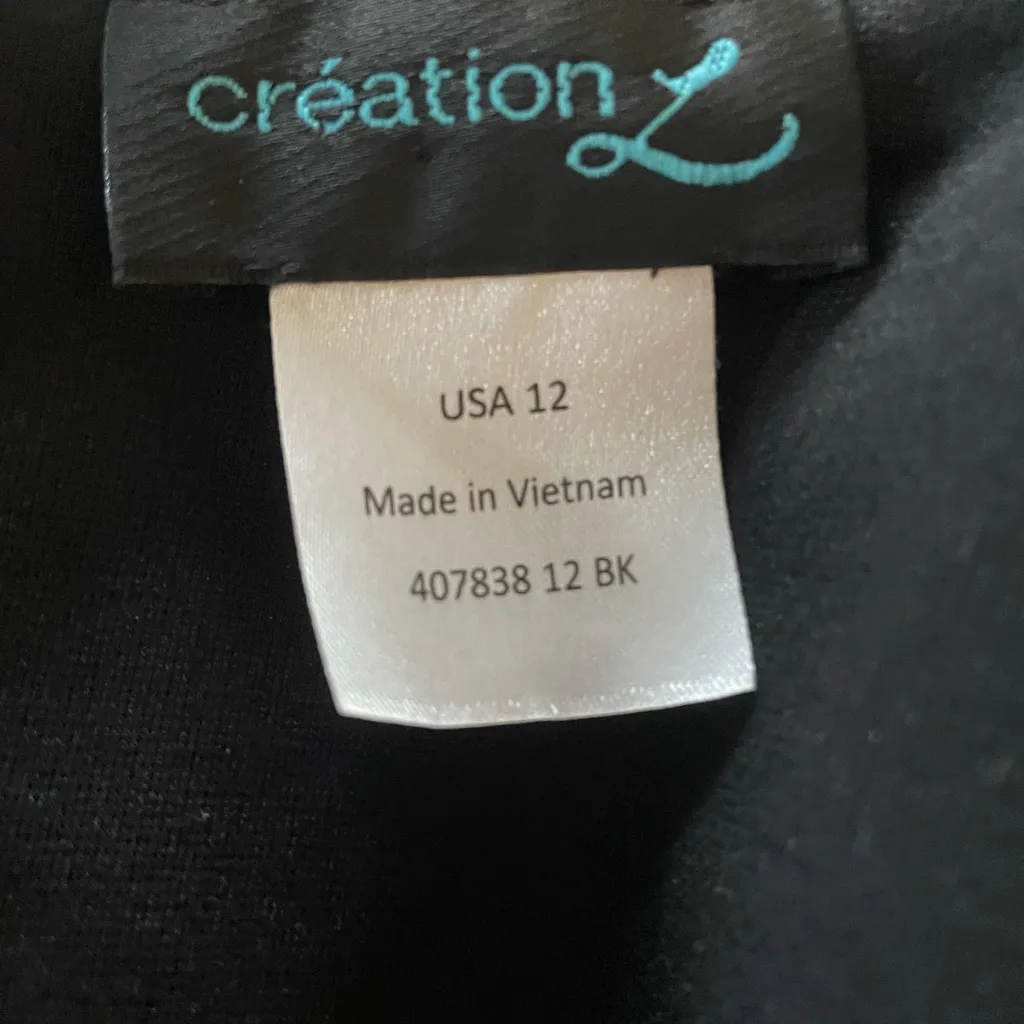 création L
USA 12
Made in Vietnam
407838 12 BK